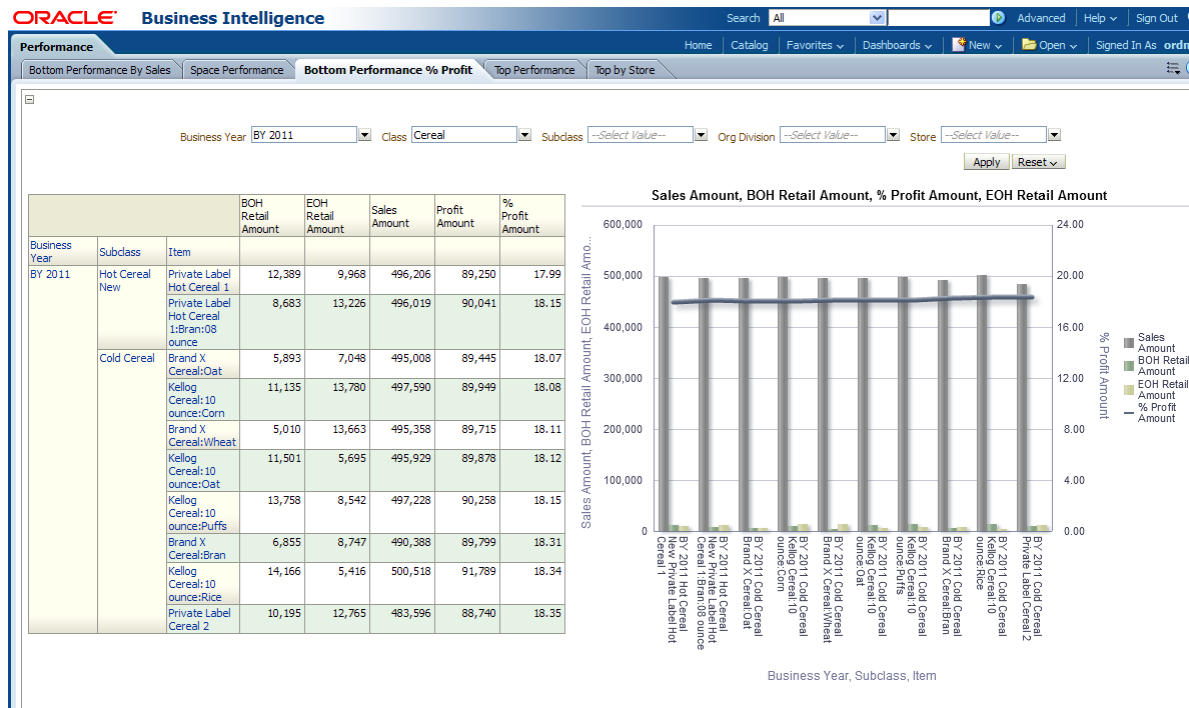 ORACLE Business Intelligence
Search All Advanced Help Sign Out
Performance
Home Catalog Favorites Dashboards New Open Signed In As ordm
Bottom Performance By Sales Space Performance Bottom Performance % Profit Top Performance Top by Store
Business Year BY 2011 Class Cereal Subclass --Select Value-- Org Division --Select Value-- Store --Select Value--
Apply Reset
BOH Retail Amount EOH Retail Amount Sales Amount Profit Amount % Profit Amount
Business Year Subclass Item
BY 2011 Hot Cereal New Private Label Hot Cereal 1 12,389 9,968 496,206 89,250 17.99
Private Label Hot Cereal 1:Bran:08 ounce 8,683 13,226 496,019 90,041 18.15
Cold Cereal Brand X Cereal:Oat 5,893 7,048 495,008 89,445 18.07
Kellog Cereal:10 ounce:Corn 11,135 13,780 497,590 89,949 18.08
Brand X Cereal:Wheat 5,010 13,663 495,358 89,715 18.11
Kellog Cereal:10 ounce:Oat 11,501 5,695 495,929 89,878 18.12
Kellog Cereal:10 ounce:Puffs 13,758 8,542 497,228 90,258 18.15
Brand X Cereal:Bran 6,855 8,747 490,388 89,799 18.31
Kellog Cereal:10 ounce:Rice 14,166 5,416 500,518 91,789 18.34
Private Label Cereal 2 10,195 12,765 483,596 88,740 18.35
Sales Amount, BOH Retail Amount, % Profit Amount, EOH Retail Amount
Sales Amount, BOH Retail Amount, EOH Retail Amo...
600,000
500,000
400,000
300,000
200,000
100,000
0
24.00
20.00
16.00
12.00
8.00
4.00
0.00
% Profit Amount
Sales Amount
BOH Retail Amount
EOH Retail Amount
% Profit Amount
BY 2011 Hot Cereal New Private Label Hot Cereal 1
BY 2011 Hot Cereal New Private Label Hot Cereal 1:Bran:08 ounce
BY 2011 Cold Cereal Brand X Cereal:Oat
BY 2011 Cold Cereal Kellog Cereal:10 ounce:Corn
BY 2011 Cold Cereal Brand X Cereal:Wheat
BY 2011 Cold Cereal Kellog Cereal:10 ounce:Oat
BY 2011 Cold Cereal Kellog Cereal:10 ounce:Puffs
BY 2011 Cold Cereal Brand X Cereal:Bran
BY 2011 Cold Cereal Kellog Cereal:10 ounce:Rice
BY 2011 Cold Cereal Private Label Cereal 2
Business Year, Subclass, Item